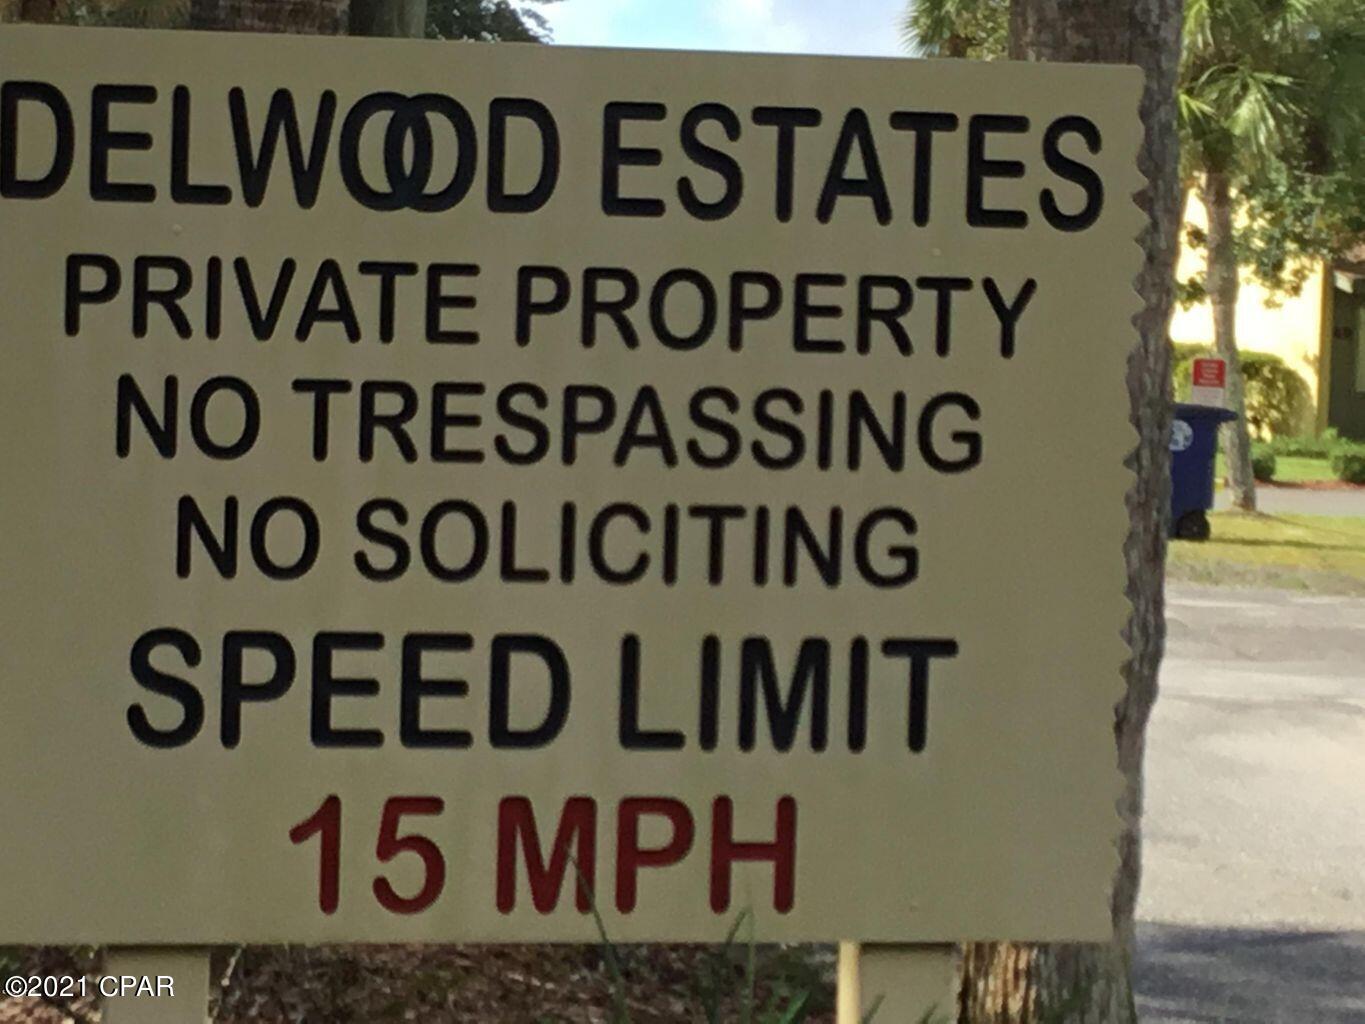 DELWOOD ESTATES
PRIVATE PROPERTY
NO TRESPASSING
NO SOLICITING
SPEED LIMIT
15 MPH
©2021 CPAR